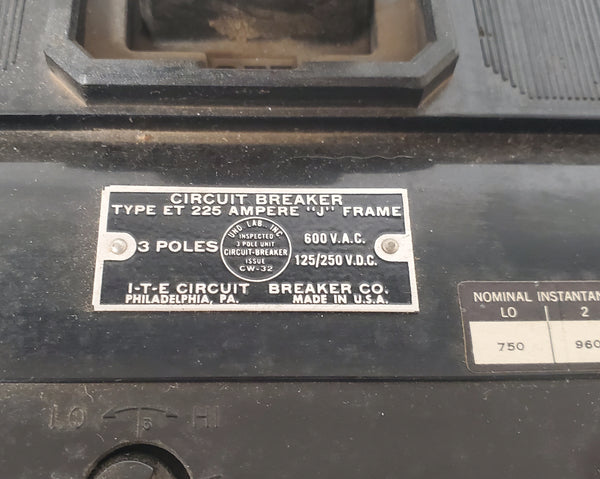 CIRCUIT BREAKER
TYPE ET 225 AMPERE "J" FRAME
3 POLES
UND LAB. INC.
INSPECTED
3 POLE UNIT
CIRCUIT-BREAKER
ISSUE
CW-32
600 V.A.C.
125/250 V.D.C.
I-T-E CIRCUIT BREAKER CO.
PHILADELPHIA, PA. MADE IN U.S.A.
NOMINAL INSTANTAN
LO 2
750 960
LO HI